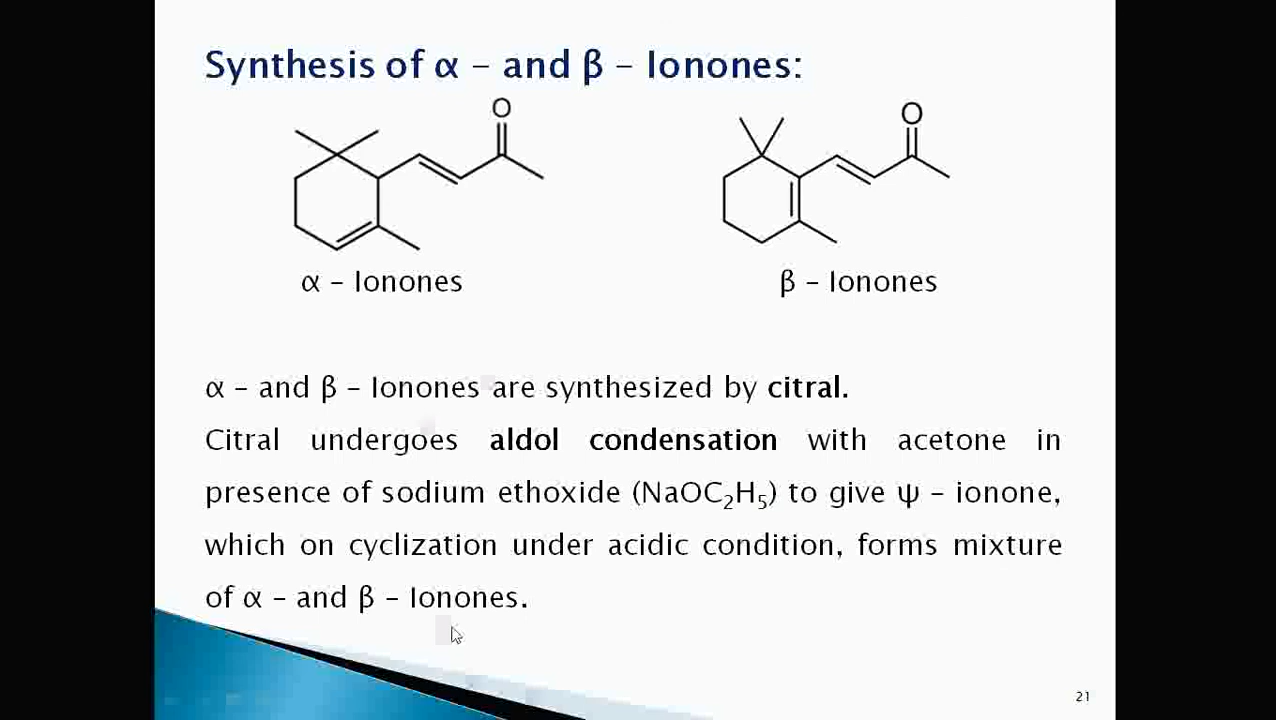 Synthesis of α – and β – Ionones:
O
O
α – Ionones
β – Ionones
α – and β – Ionones are synthesized by citral.
Citral undergoes aldol condensation with acetone in
presence of sodium ethoxide (NaOC₂H₅) to give ψ – ionone,
which on cyclization under acidic condition, forms mixture
of α – and β – Ionones.
21